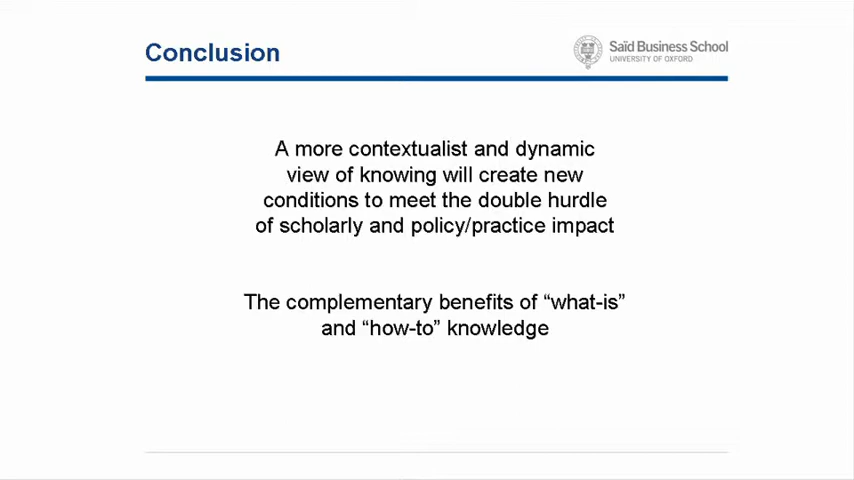 Conclusion
Saïd Business School
UNIVERSITY OF OXFORD
A more contextualist and dynamic
view of knowing will create new
conditions to meet the double hurdle
of scholarly and policy/practice impact
The complementary benefits of “what-is”
and “how-to” knowledge